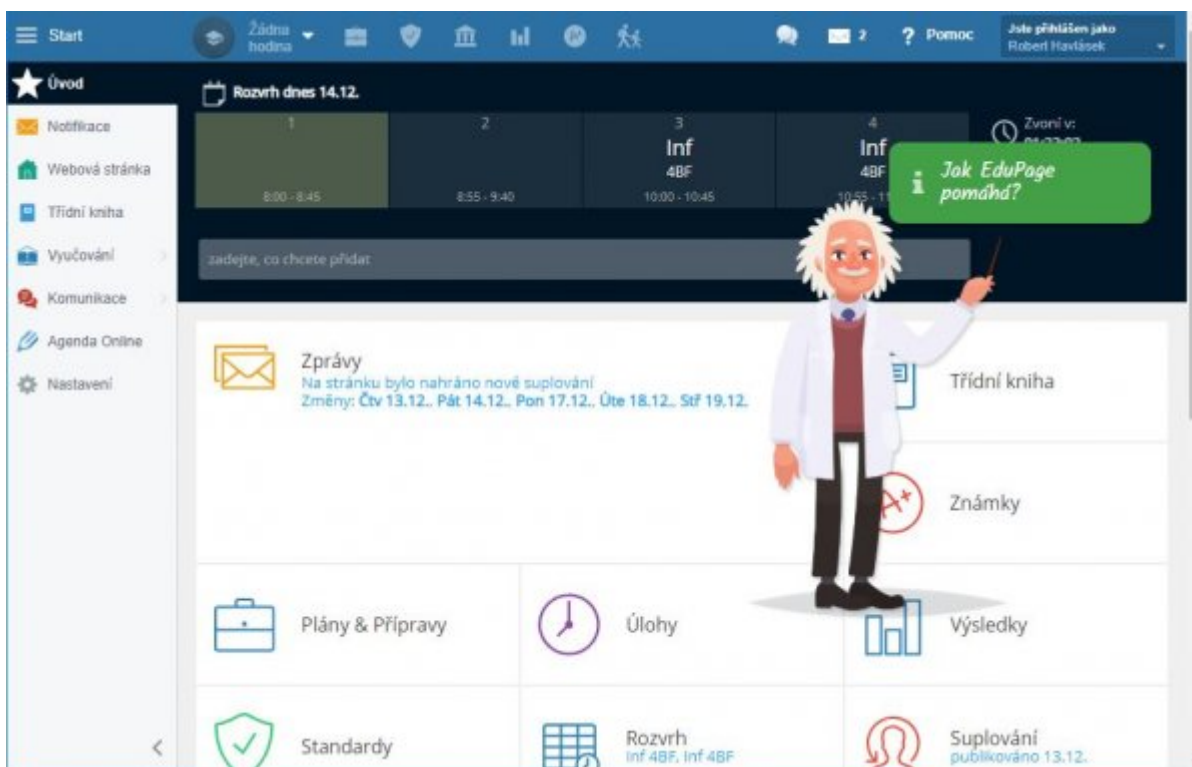 Start
Žádná
hodina
2
? Pomoc
Jste přihlášen jako
Robert Havlásek
Úvod
Notifikace
Webová stránka
Třídní kniha
Vyučování
Komunikace
Agenda Online
Nastavení
Rozvrh dnes 14.12.
1
8:00 - 8:45
2
8:55 - 9:40
3
Inf
4BF
10:00 - 10:45
4
Inf
4BF
Zvoní v:
i Jak EduPage
pomáhá?
zadejte, co chcete přidat
Zprávy
Na stránku bylo nahráno nové suplování
Změny: Čtv 13.12., Pát 14.12., Pon 17.12., Úte 18.12., Stř 19.12.
Třídní kniha
A+
Známky
Plány & Přípravy
Úlohy
Výsledky
Standardy
Rozvrh
Inf 4BF, Inf 4BF
Suplování
publikováno 13.12.